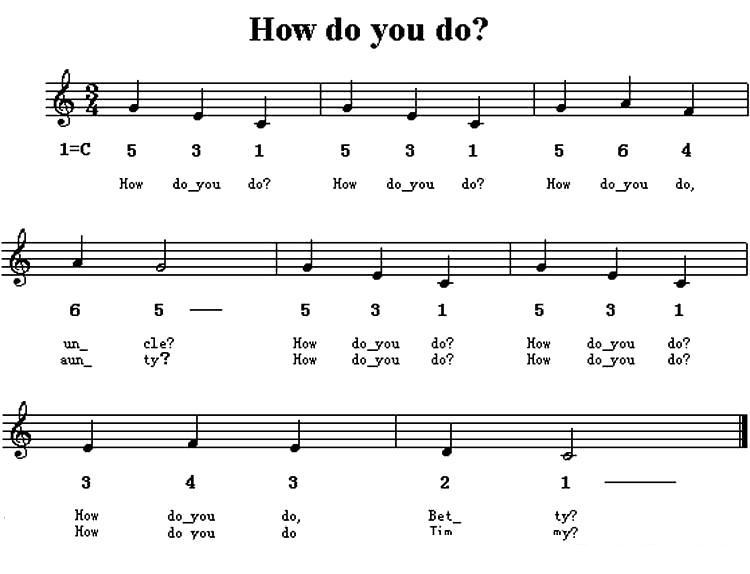 How do you do?
3
4
1=C 5 3 1 5 3 1 5 6 4
How do_you do? How do_you do? How do_you do,
6 5 — 5 3 1 5 3 1
un_ cle? How do_you do? How do_you do?
aun_ ty? How do_you do? How do_you do?
3 4 3 2 1 —
How do_you do, Bet_ ty?
How do you do Tim my?